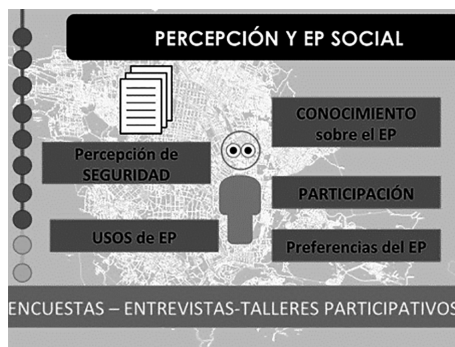 PERCEPCIÓN Y EP SOCIAL
CONOCIMIENTO
sobre el EP
Percepción de
SEGURIDAD
PARTICIPACIÓN
USOS de EP
Preferencias del EP
ENCUESTAS – ENTREVISTAS-TALLERES PARTICIPATIVOS